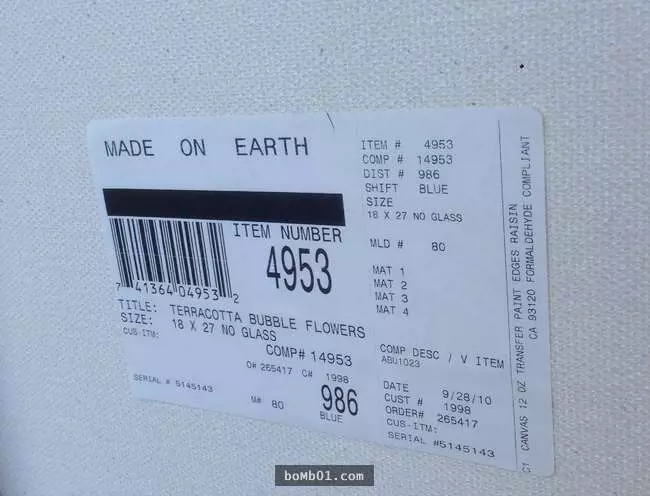 MADE ON EARTH
ITEM NUMBER
4953
7 41364 04953 2
TITLE: TERRACOTTA BUBBLE FLOWERS
SIZE: 18 X 27 NO GLASS
CUS-ITM:
COMP# 14953
O# 265417 C# 1998
SERIAL # 5145143
M# 80
986
BLUE
ITEM # 4953
COMP # 14953
DIST # 986
SHIFT BLUE
SIZE
18 X 27 NO GLASS
MLD # 80
MAT 1
MAT 2
MAT 3
MAT 4
COMP DESC / V ITEM
ABU1023
DATE 9/28/10
CUST # 1998
ORDER# 265417
CUS-ITM:
SERIAL #5145143
C1 CANVAS 12 OZ TRANSFER PAINT EDGES RAISIN
CA 93120 FORMALDEHYDE COMPLIANT
boMb01.com